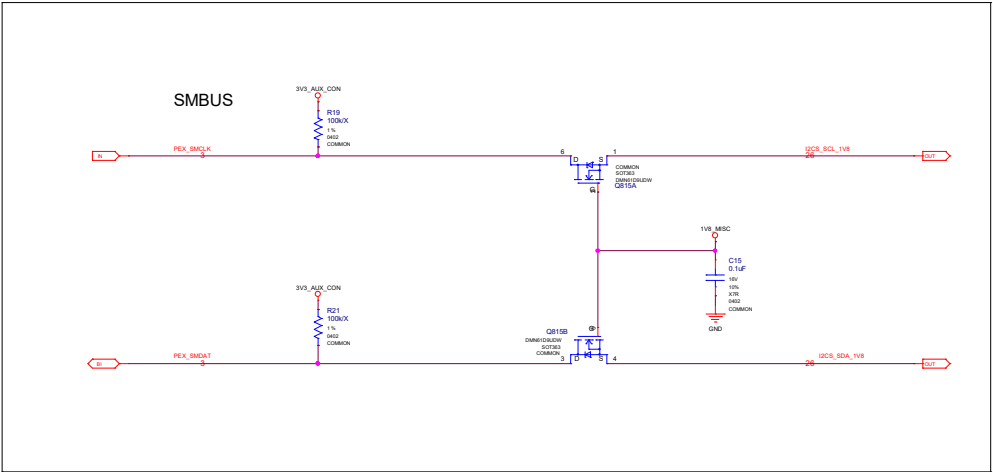 SMBUS
3V3_AUX_CON
R19
100k/X
1 %
0402
COMMON
IN
PEX_SMCLK
3
6
D
S
1
COMMON
SOT363
DMN61D9UDW
Q815A
G
I2CS_SCL_1V8
26
OUT
1V8_MISC
C15
0.1uF
16V
10%
X7R
0402
COMMON
GND
3V3_AUX_CON
R21
100k/X
1 %
0402
COMMON
Q815B
DMN61D9UDW
SOT363
COMMON
G
BI
PEX_SMDAT
3
3
D
S
4
I2CS_SDA_1V8
26
OUT